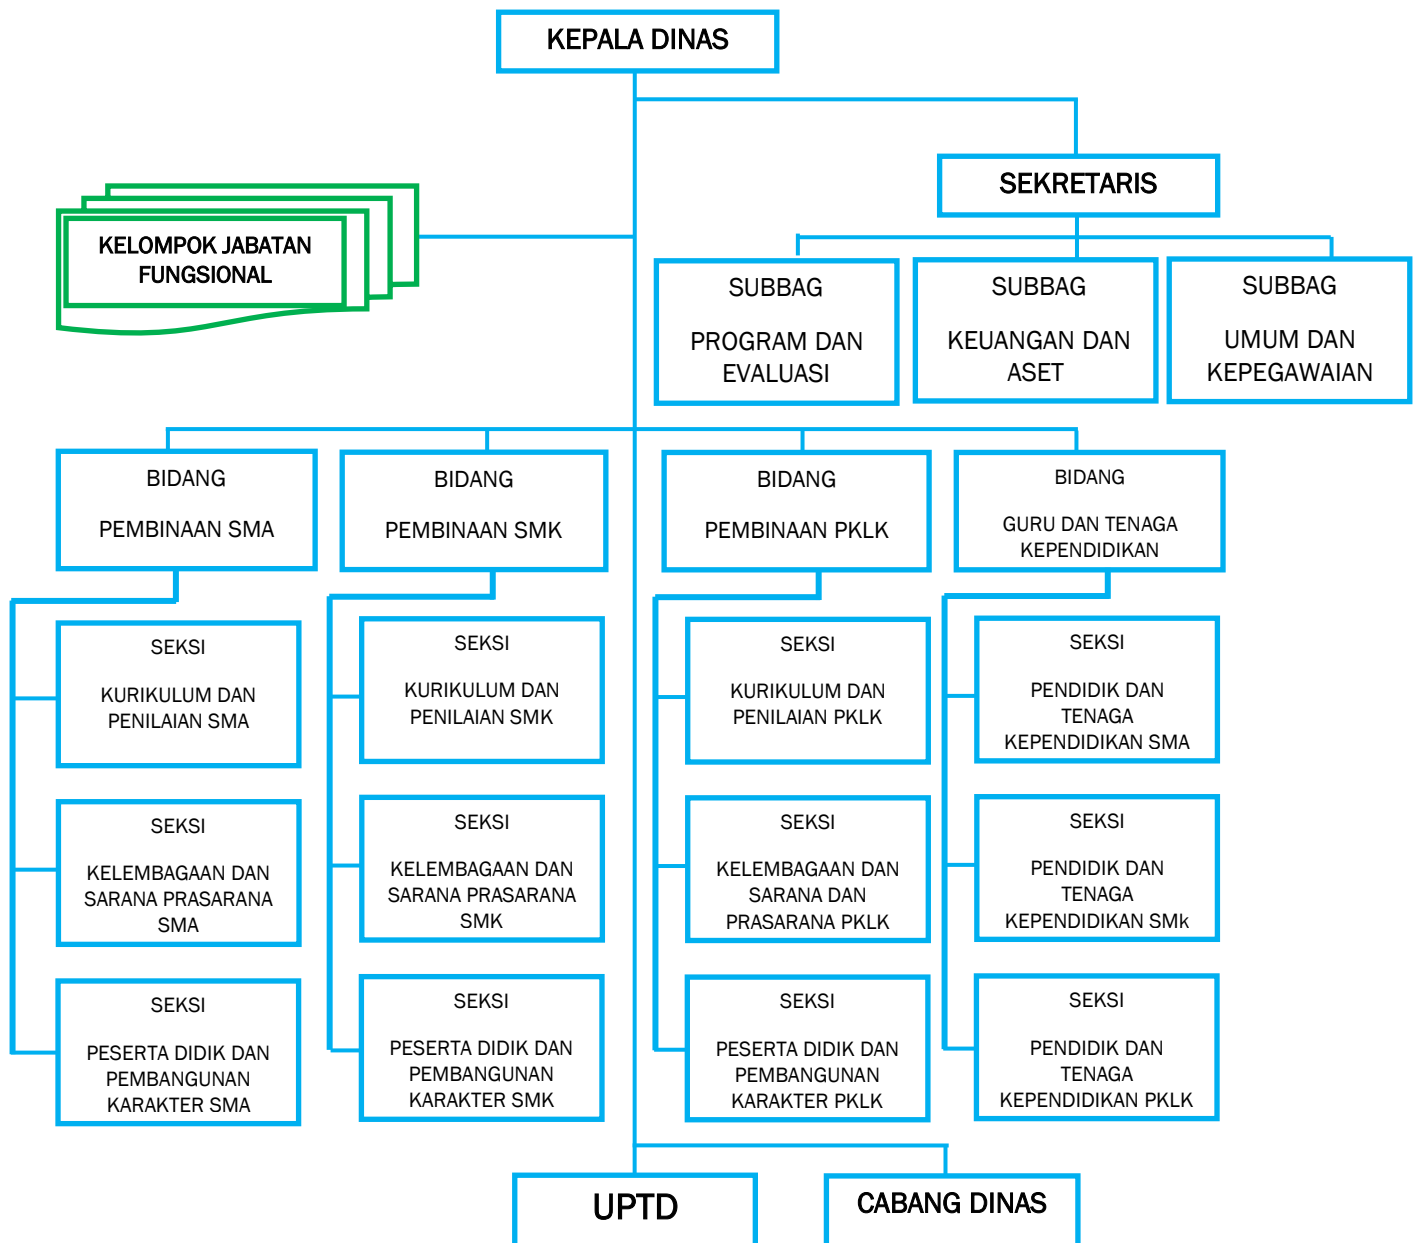 KEPALA DINAS
SEKRETARIS
KELOMPOK JABATAN
FUNGSIONAL
SUBBAG
PROGRAM DAN
EVALUASI
SUBBAG
KEUANGAN DAN
ASET
SUBBAG
UMUM DAN
KEPEGAWAIAN
BIDANG
PEMBINAAN SMA
BIDANG
PEMBINAAN SMK
BIDANG
PEMBINAAN PKLK
BIDANG
GURU DAN TENAGA
KEPENDIDIKAN
SEKSI
KURIKULUM DAN
PENILAIAN SMA
SEKSI
KURIKULUM DAN
PENILAIAN SMK
SEKSI
KURIKULUM DAN
PENILAIAN PKLK
SEKSI
PENDIDIK DAN
TENAGA
KEPENDIDIKAN SMA
SEKSI
KELEMBAGAAN DAN
SARANA PRASARANA
SMA
SEKSI
KELEMBAGAAN DAN
SARANA PRASARANA
SMK
SEKSI
KELEMBAGAAN DAN
SARANA DAN
PRASARANA PKLK
SEKSI
PENDIDIK DAN
TENAGA
KEPENDIDIKAN SMk
SEKSI
PESERTA DIDIK DAN
PEMBANGUNAN
KARAKTER SMA
SEKSI
PESERTA DIDIK DAN
PEMBANGUNAN
KARAKTER SMK
SEKSI
PESERTA DIDIK DAN
PEMBANGUNAN
KARAKTER PKLK
SEKSI
PENDIDIK DAN
TENAGA
KEPENDIDIKAN PKLK
UPTD
CABANG DINAS